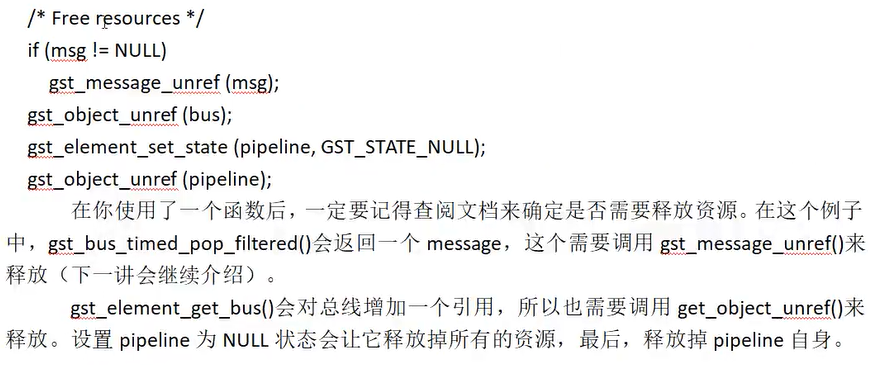 /* Free resources */
if (msg != NULL)
gst_message_unref (msg);
gst_object_unref (bus);
gst_element_set_state (pipeline, GST_STATE_NULL);
gst_object_unref (pipeline);
在你使用了一个函数后，一定要记得查阅文档来确定是否需要释放资源。在这个例子
中，gst_bus_timed_pop_filtered()会返回一个 message，这个需要调用 gst_message_unref()来
释放（下一讲会继续介绍）。
gst_element_get_bus()会对总线增加一个引用，所以也需要调用 get_object_unref()来
释放。设置 pipeline 为 NULL 状态会让它释放掉所有的资源，最后，释放掉 pipeline 自身。